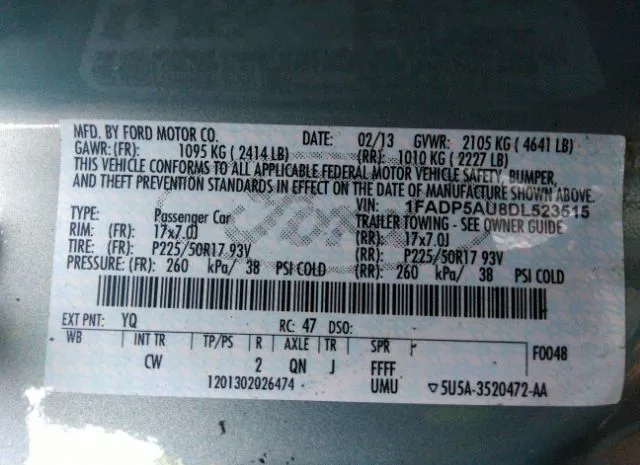 MFD. BY FORD MOTOR CO. DATE: 02/13 GVWR: 2105 KG ( 4641 LB)
GAWR: (FR): 1095 KG ( 2414 LB) (RR): 1010 KG ( 2227 LB)
THIS VEHICLE CONFORMS TO ALL APPLICABLE FEDERAL MOTOR VEHICLE SAFETY, BUMPER,
AND THEFT PREVENTION STANDARDS IN EFFECT ON THE DATE OF MANUFACTURE SHOWN ABOVE.
VIN: 1FADP5AU8DL523515
TYPE: Passenger Car TRAILER TOWING - SEE OWNER GUIDE
RIM: (FR): 17x7.0J (RR): 17x7.0J
TIRE: (FR): P225/50R17 93V (RR): P225/50R17 93V
PRESSURE: (FR): 260 kPa/ 38 PSI COLD (RR): 260 kPa/ 38 PSI COLD
EXT PNT: YQ RC: 47 DSO:
WB INT TR TP/PS R AXLE TR SPR F0048
CW 2 QN J FFFF
1201302026474 UMU ▽5U5A-3520472-AA